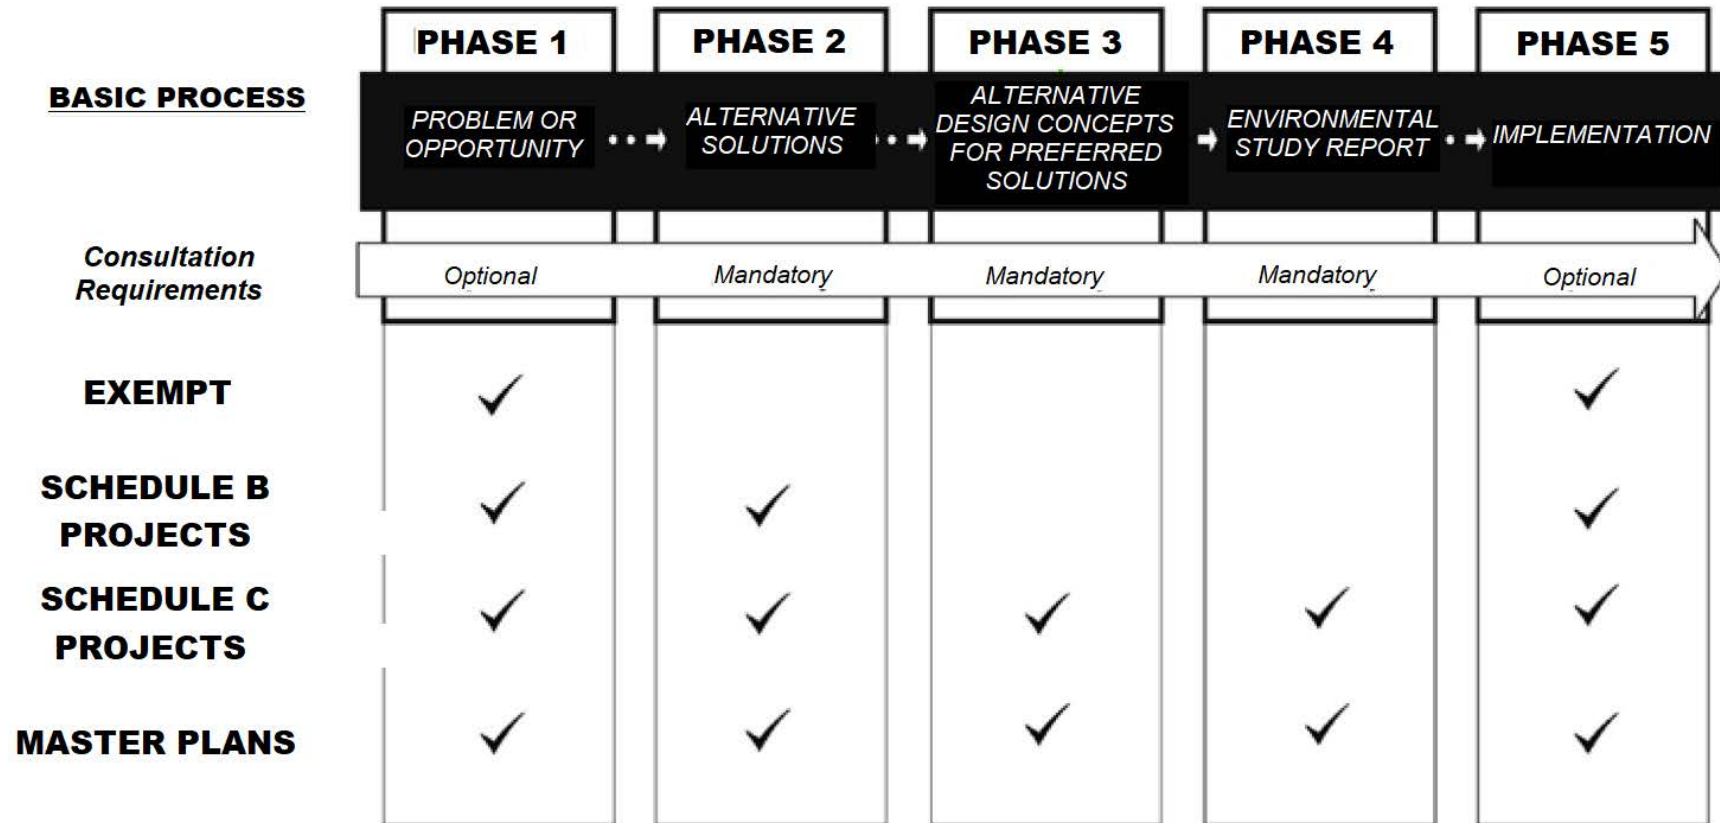 PHASE 1
PHASE 2
PHASE 3
PHASE 4
PHASE 5
BASIC PROCESS
PROBLEM OR
OPPORTUNITY
ALTERNATIVE
SOLUTIONS
ALTERNATIVE
DESIGN CONCEPTS
FOR PREFERRED
SOLUTIONS
ENVIRONMENTAL
STUDY REPORT
IMPLEMENTATION
Consultation
Requirements
Optional
Mandatory
Mandatory
Mandatory
Optional
EXEMPT
SCHEDULE B
PROJECTS
SCHEDULE C
PROJECTS
MASTER PLANS